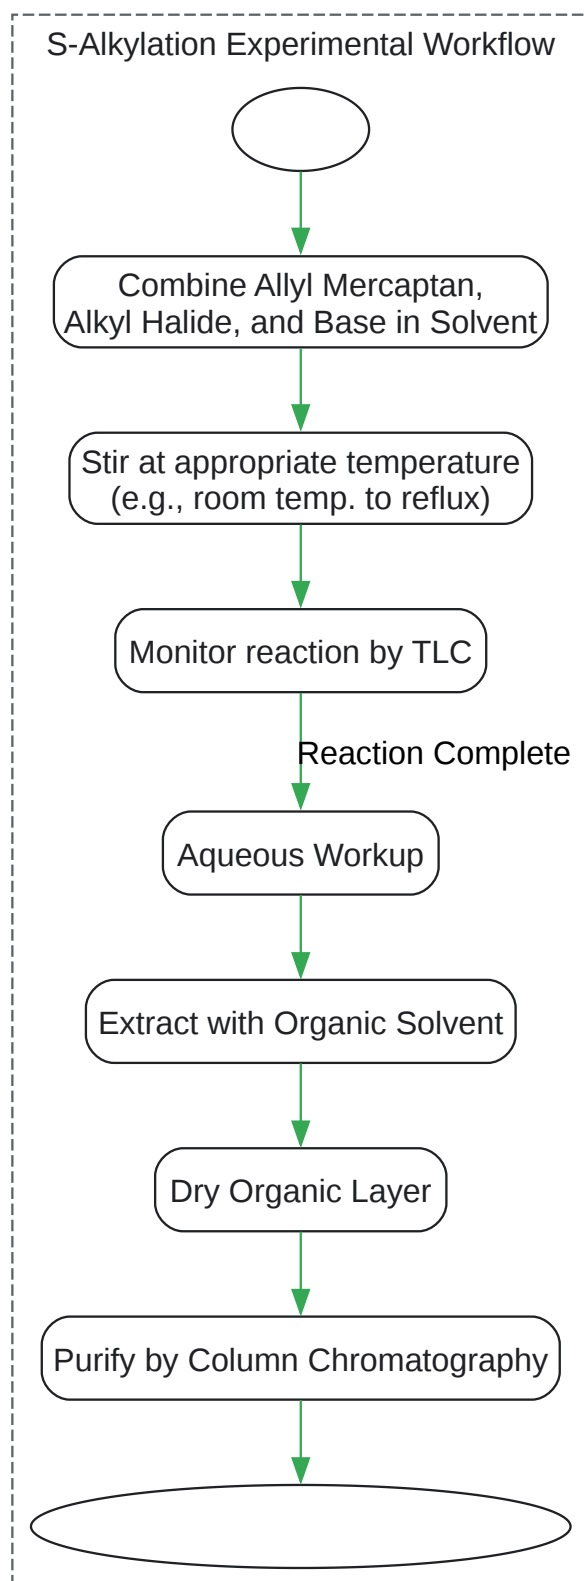 S-Alkylation Experimental Workflow
Combine Allyl Mercaptan,
Alkyl Halide, and Base in Solvent
Stir at appropriate temperature
(e.g., room temp. to reflux)
Monitor reaction by TLC
Reaction Complete
Aqueous Workup
Extract with Organic Solvent
Dry Organic Layer
Purify by Column Chromatography